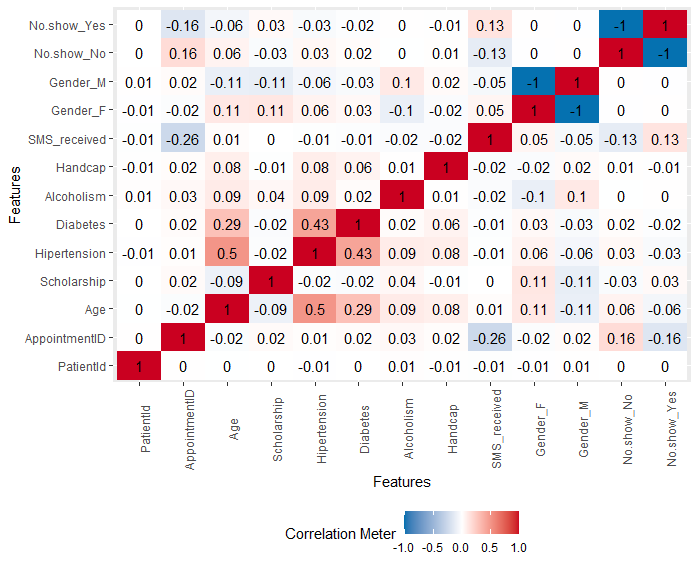 No.show_Yes 0 -0.16 -0.06 0.03 -0.04 -0.02 0 -0.01 0.13 0 0 -1 1
No.show_No 0 0.16 0.06 -0.03 0.03 0.02 0 0.01 -0.13 0 0 1 -1
Gender_M 0.01 0.02 -0.11 -0.11 -0.06 -0.03 0.1 0.02 -0.05 -1 1 0 0
Gender_F -0.01 -0.02 0.11 0.11 0.06 0.03 -0.1 -0.02 0.05 1 -1 0 0
SMS_received -0.01 -0.26 0.01 0 -0.01 -0.01 -0.02 -0.02 1 0.05 -0.05 -0.13 0.13
Handcap -0.01 0.02 0.08 -0.01 0.08 0.06 0.01 1 -0.02 -0.02 0.02 0.01 -0.01
Alcoholism 0.01 0.03 0.09 0.04 0.09 0.02 1 0.01 -0.02 -0.1 0.1 0 0
Diabetes 0 0.02 0.29 -0.02 0.43 1 0.02 0.06 -0.01 0.03 -0.03 0.02 -0.02
Hipertension -0.01 0.01 0.5 -0.02 1 0.43 0.09 0.08 -0.01 0.06 -0.06 0.03 -0.04
Scholarship 0 0.02 -0.09 1 -0.02 -0.02 0.04 -0.01 0 0.11 -0.11 -0.03 0.03
Age 0 -0.02 1 -0.09 0.5 0.29 0.09 0.08 0.01 0.11 -0.11 0.06 -0.06
AppointmentID 0 1 -0.02 0.02 0.01 0.02 0.03 0.02 -0.26 -0.02 0.02 0.16 -0.16
PatientId 1 0 0 0 -0.01 0 0.01 -0.01 -0.01 -0.01 0.01 0 0
Features
PatientId
AppointmentID
Age
Scholarship
Hipertension
Diabetes
Alcoholism
Handcap
SMS_received
Gender_F
Gender_M
No.show_No
No.show_Yes
Features
Correlation Meter
-1.0 -0.5 0.0 0.5 1.0